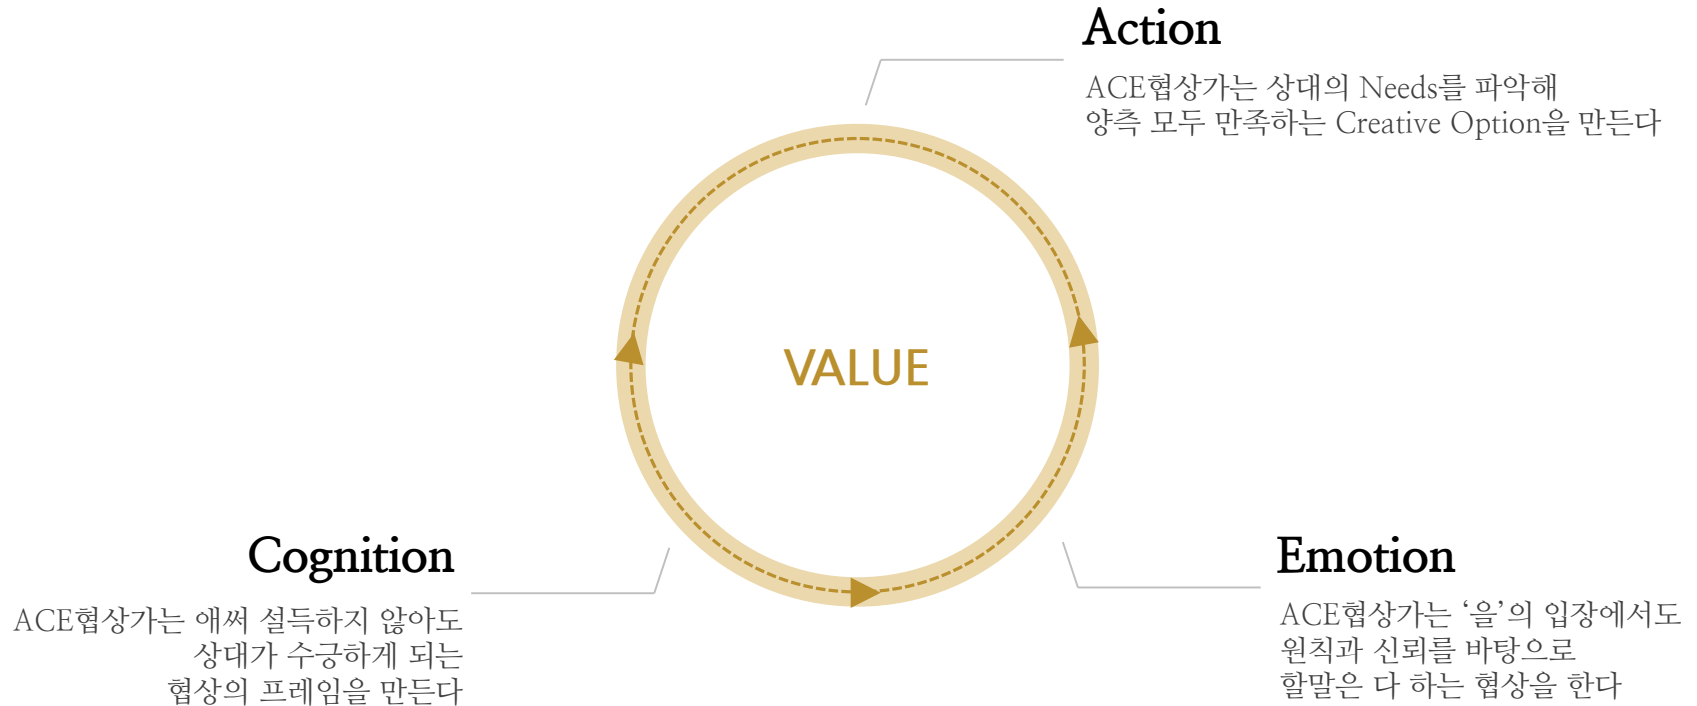 Action
ACE협상가는 상대의 Needs를 파악해
양측 모두 만족하는 Creative Option을 만든다
VALUE
Cognition
ACE협상가는 애써 설득하지 않아도
상대가 수긍하게 되는
협상의 프레임을 만든다
Emotion
ACE협상가는 ‘을’의 입장에서도
원칙과 신뢰를 바탕으로
할말은 다 하는 협상을 한다